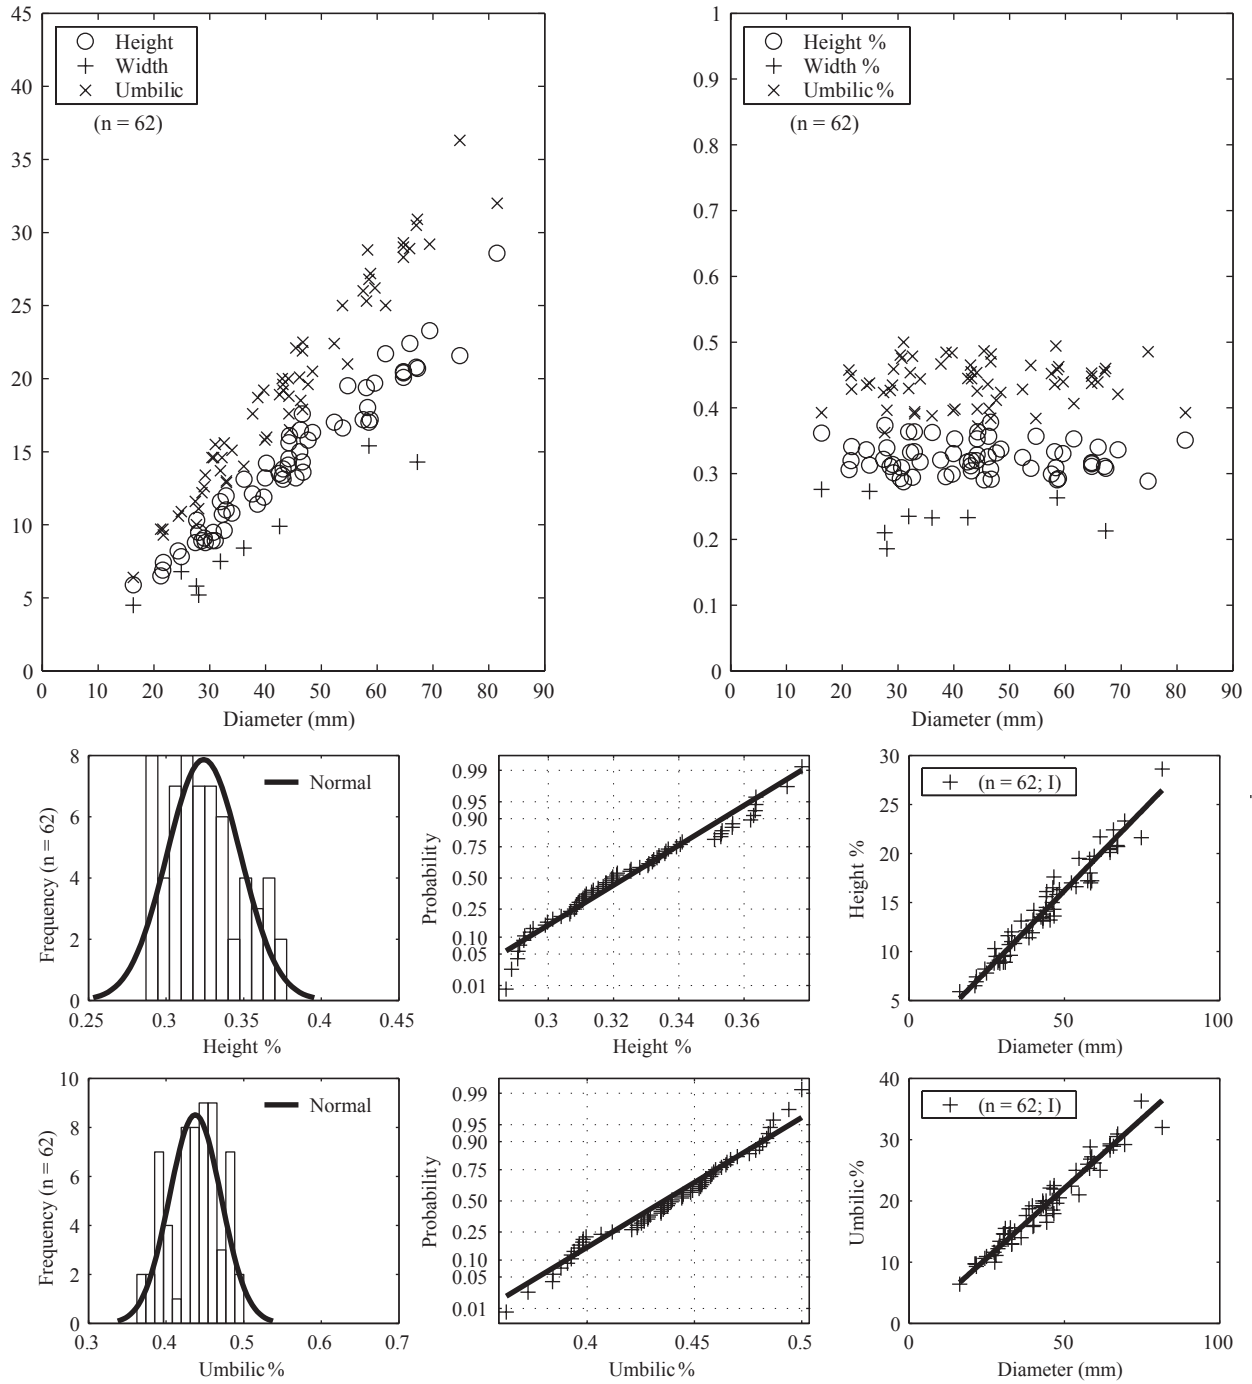 45
40
35
30
25
20
15
10
5
0
Height
Width
Umbilic
(n = 62)
0 10 20 30 40 50 60 70 80 90
Diameter (mm)
1
0.9
0.8
0.7
0.6
0.5
0.4
0.3
0.2
0.1
0
Height %
Width %
Umbilic %
(n = 62)
0 10 20 30 40 50 60 70 80 90
Diameter (mm)
Frequency (n = 62)
8
6
4
2
0
Normal
0.25 0.3 0.35 0.4 0.45
Height %
Probability
0.99
0.95
0.90
0.75
0.50
0.25
0.10
0.05
0.01
0.3 0.32 0.34 0.36
Height %
Height %
30
25
20
15
10
5
(n = 62; I)
0 50 100
Diameter (mm)
Frequency (n = 62)
10
8
6
4
2
0
Normal
0.3 0.4 0.5 0.6 0.7
Umbilic %
Probability
0.99
0.95
0.90
0.75
0.50
0.25
0.10
0.05
0.01
0.4 0.45 0.5
Umbilic %
Umbilic %
40
30
20
10
0
(n = 62; I)
0 50 100
Diameter (mm)